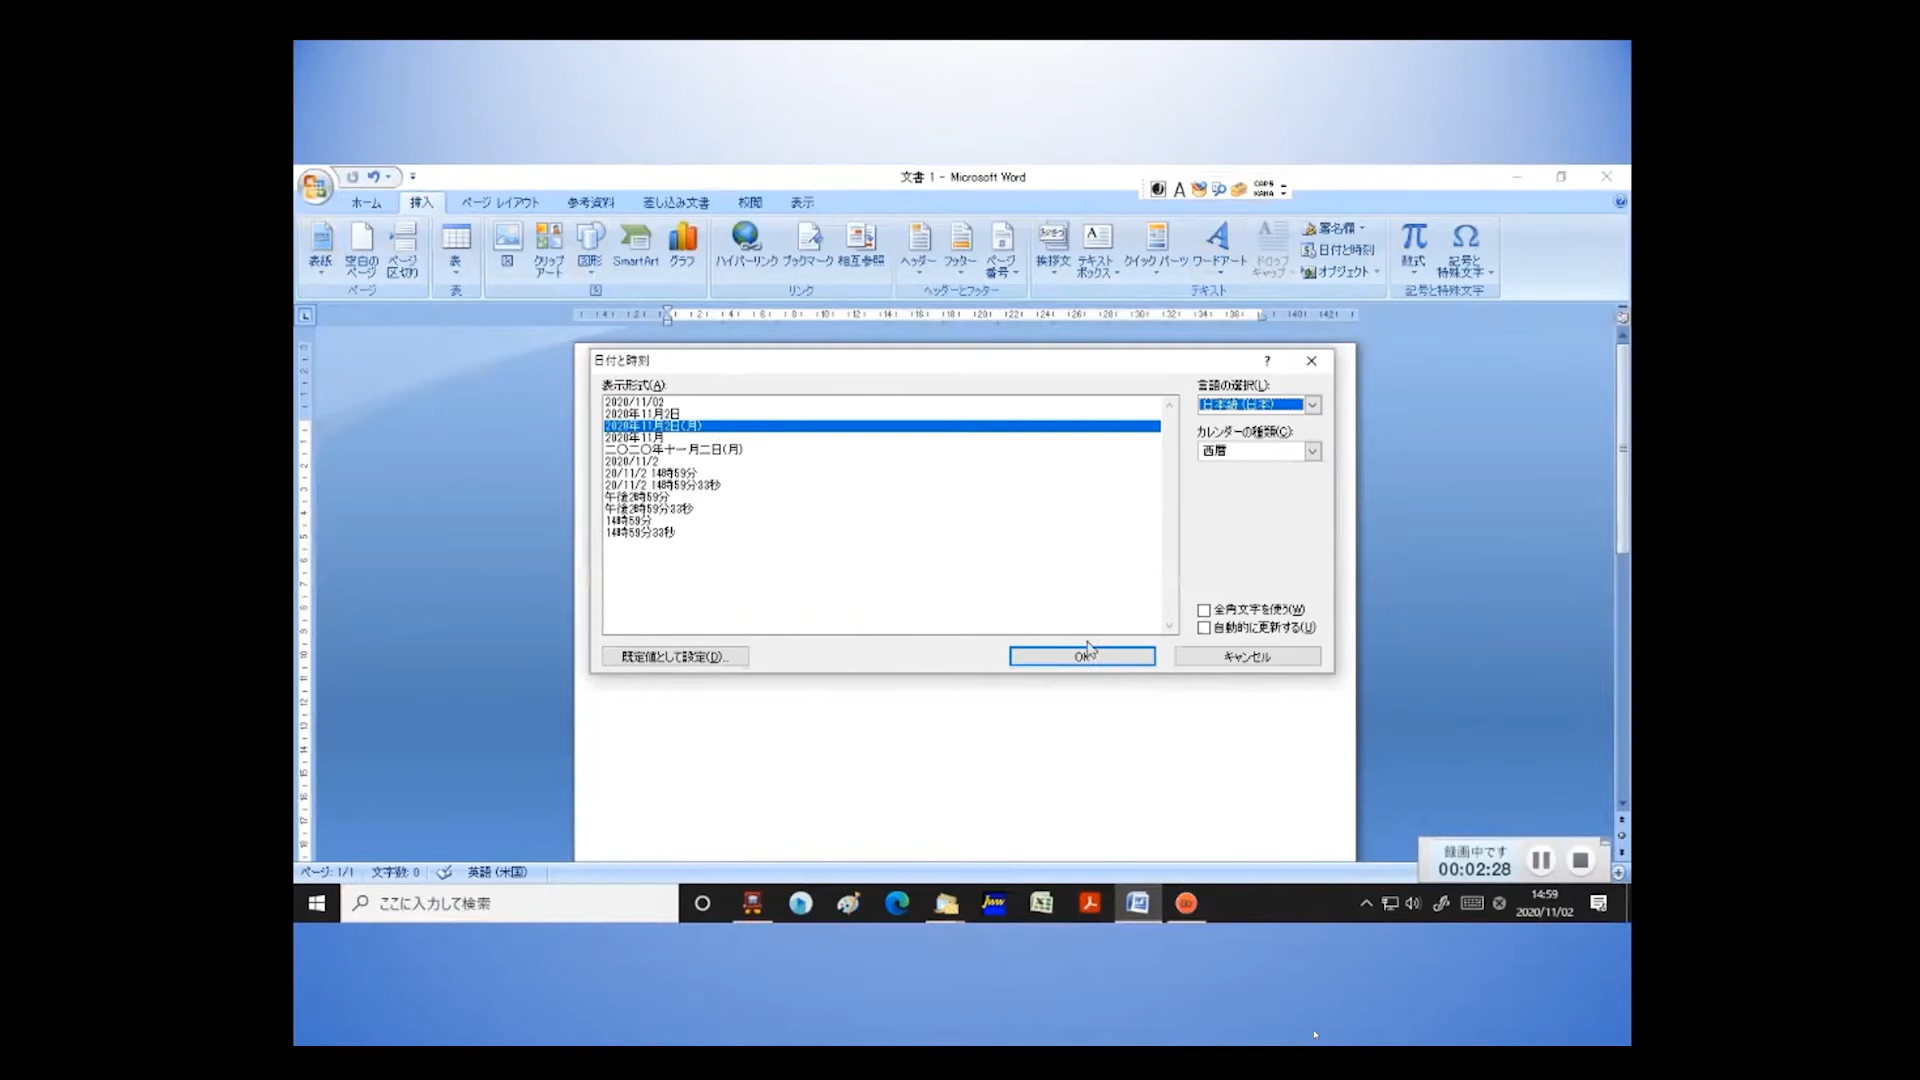 文書 1 - Microsoft Word
A
CAPS
KANA
ホーム 挿入 ページ レイアウト 参考資料 差し込み文書 校閲 表示
表紙
空白のページ
ページ区切り
ページ
表
表
図
クリップアート
図形
SmartArt
グラフ
図
ハイパーリンク
ブックマーク
相互参照
リンク
ヘッダー
フッター
ページ番号
ヘッダーとフッター
挨拶文
テキストボックス
クイック パーツ
ワードアート
ドロップキャップ
署名欄
日付と時刻
オブジェクト
テキスト
数式
記号と特殊文字
記号と特殊文字
日付と時刻
表示形式(A):
2020/11/02
2020年11月2日
2020年11月2日(月)
2020年11月
二〇二〇年十一月二日(月)
2020/11/2
20/11/2 14時59分
20/11/2 14時59分33秒
午後2時59分
午後2時59分33秒
14時59分
14時59分33秒
言語の選択(L):
日本語 (日本)
カレンダーの種類(C):
西暦
全角文字を使う(W)
自動的に更新する(U)
既定値として設定(D)...
OK
キャンセル
録画中です
00:02:28
ページ: 1/1 文字数: 0 英語 (米国)
ここに入力して検索
Jww
14:59
2020/11/02